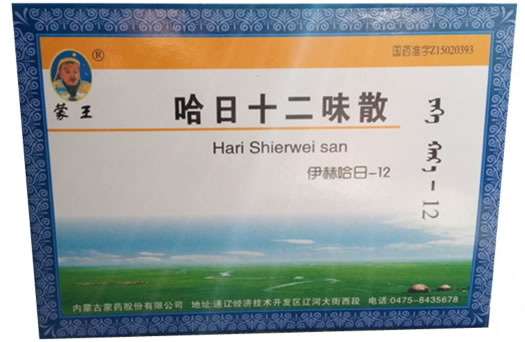 国药准字Z15020393
®
蒙王
哈日十二味散
Hari Shierwei san
伊赫哈日-12
-12
内蒙古蒙药股份有限公司 地址:通辽经济技术开发区辽河大街西段 电话:0475-8435678